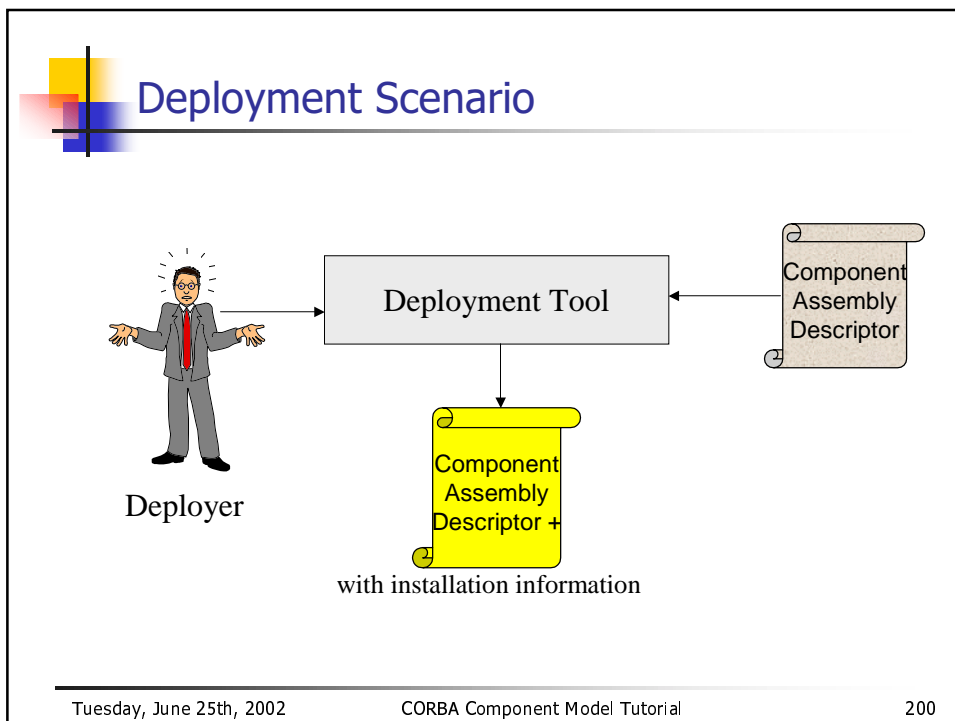 Deployment Scenario
Deployment Tool
Component
Assembly
Descriptor
Component
Assembly
Descriptor +
Deployer
with installation information
Tuesday, June 25th, 2002 CORBA Component Model Tutorial 200